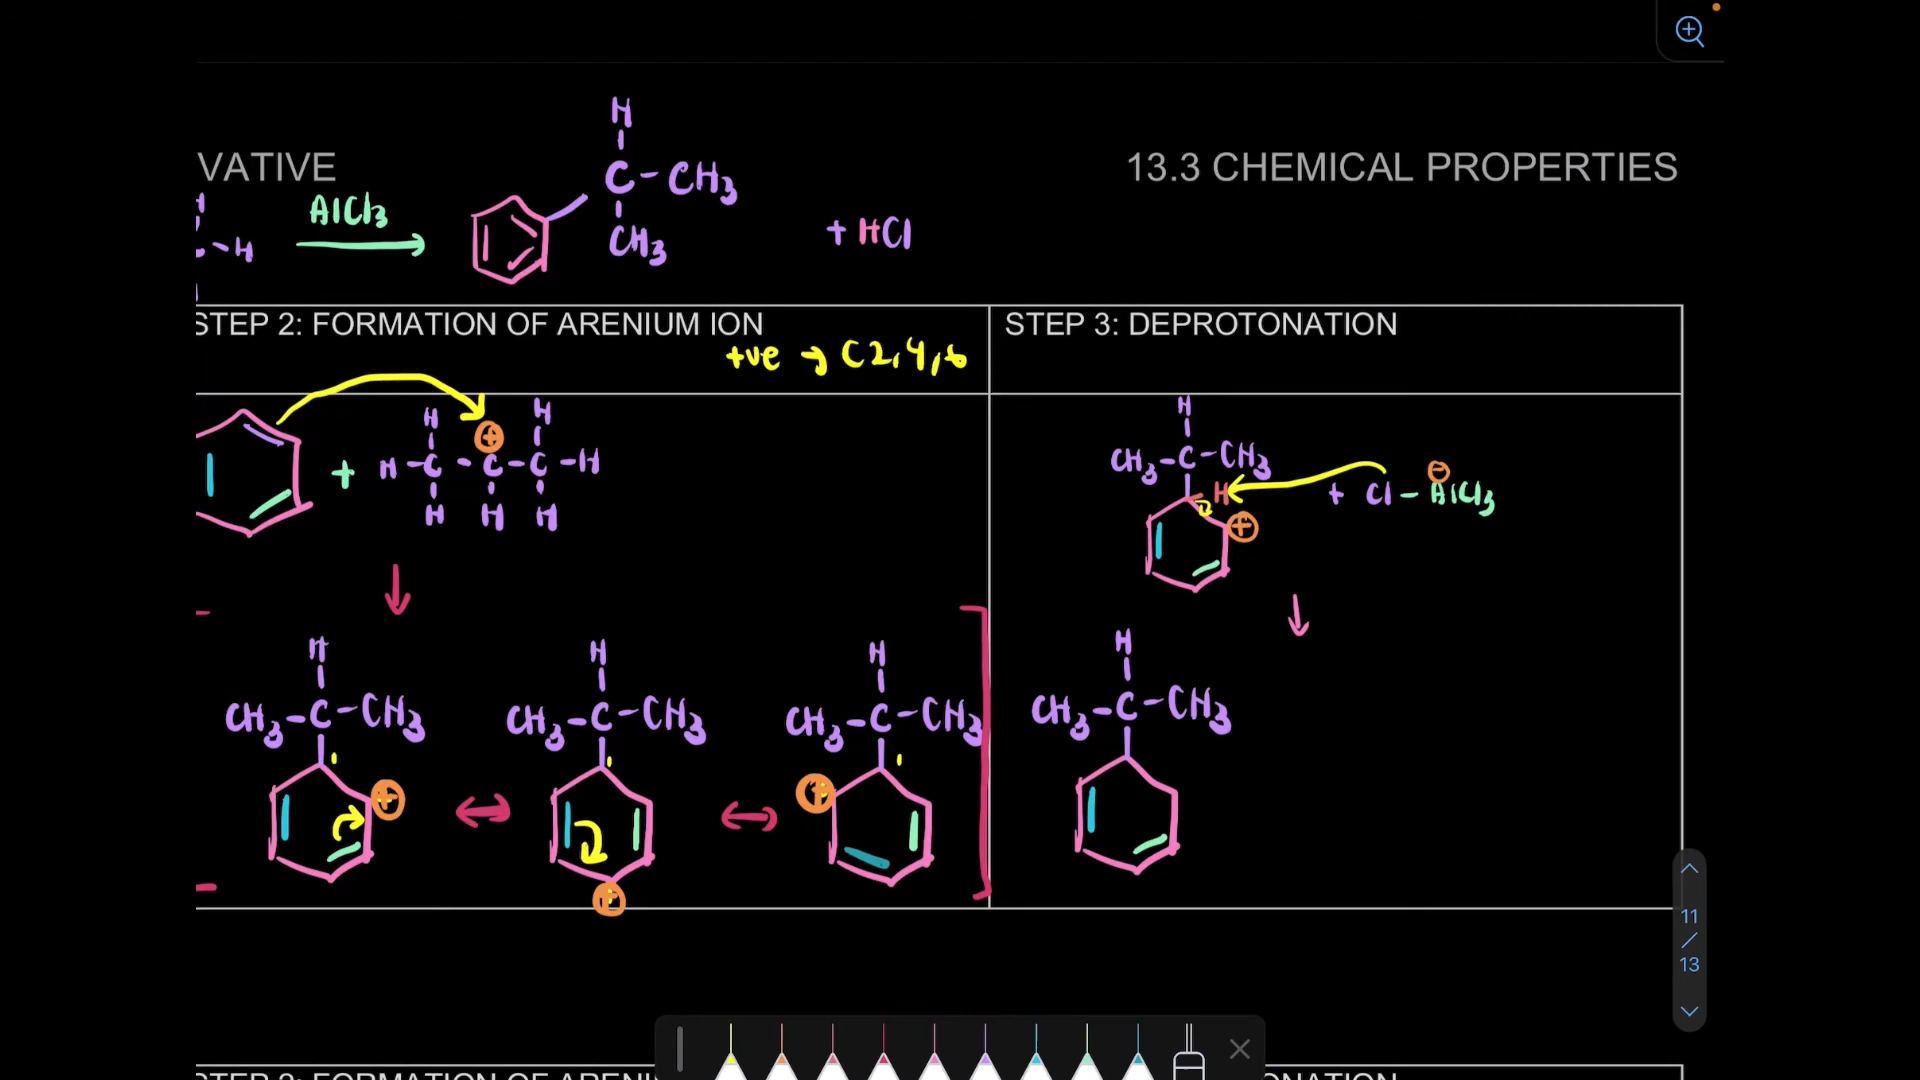 H
VATIVE
C-CH3
13.3 CHEMICAL PROPERTIES
H
AlCl3
C-H
CH3
+ HCl
STEP 2: FORMATION OF ARENIUM ION
+ve → C2,4,6
STEP 3: DEPROTONATION
H H
+
+ H-C-C-C-H
H H H
H
CH3-C-CH3
H
+
+ Cl-AlCl3
-
H
CH3-C-CH3
+
↔
H
CH3-C-CH3
+
↔
H
CH3-C-CH3
+
H
CH3-C-CH3
11
/
13